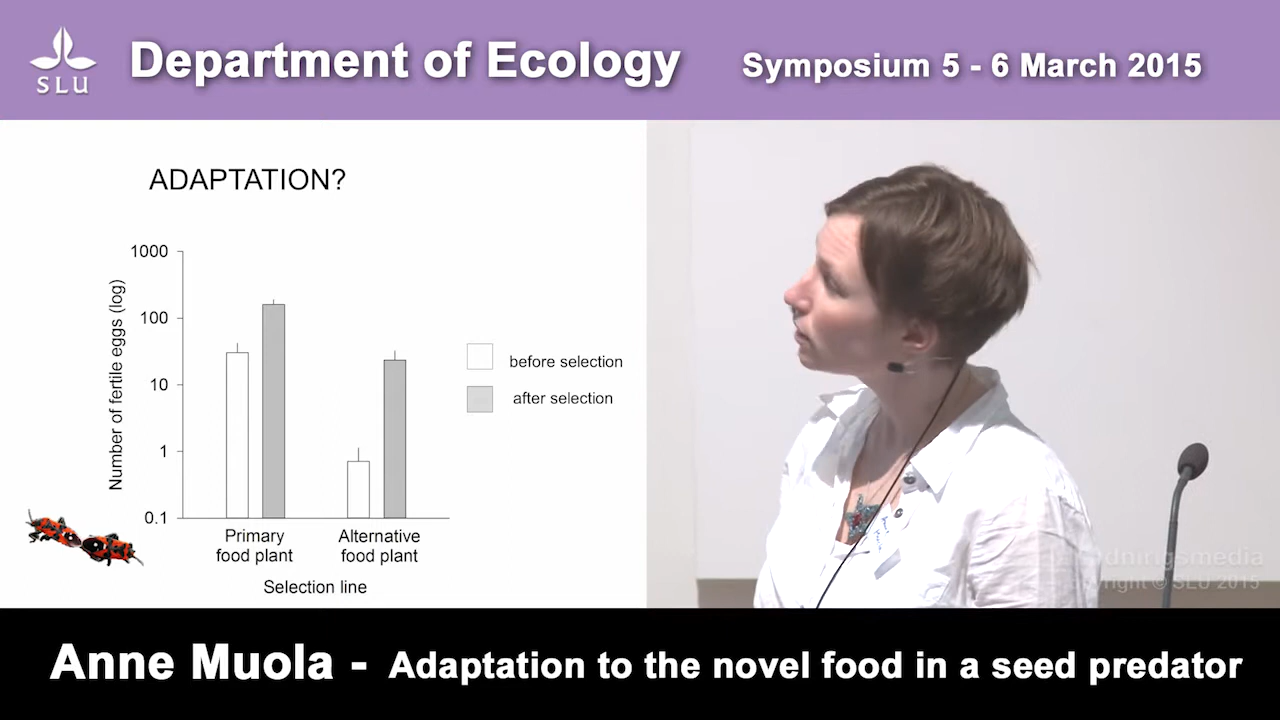 SLU
Department of Ecology
Symposium 5 - 6 March 2015
ADAPTATION?
Number of fertile eggs (log)
1000
100
10
1
0.1
before selection
after selection
Primary
food plant
Alternative
food plant
Selection line
© SLU 2015
Anne Muola - Adaptation to the novel food in a seed predator